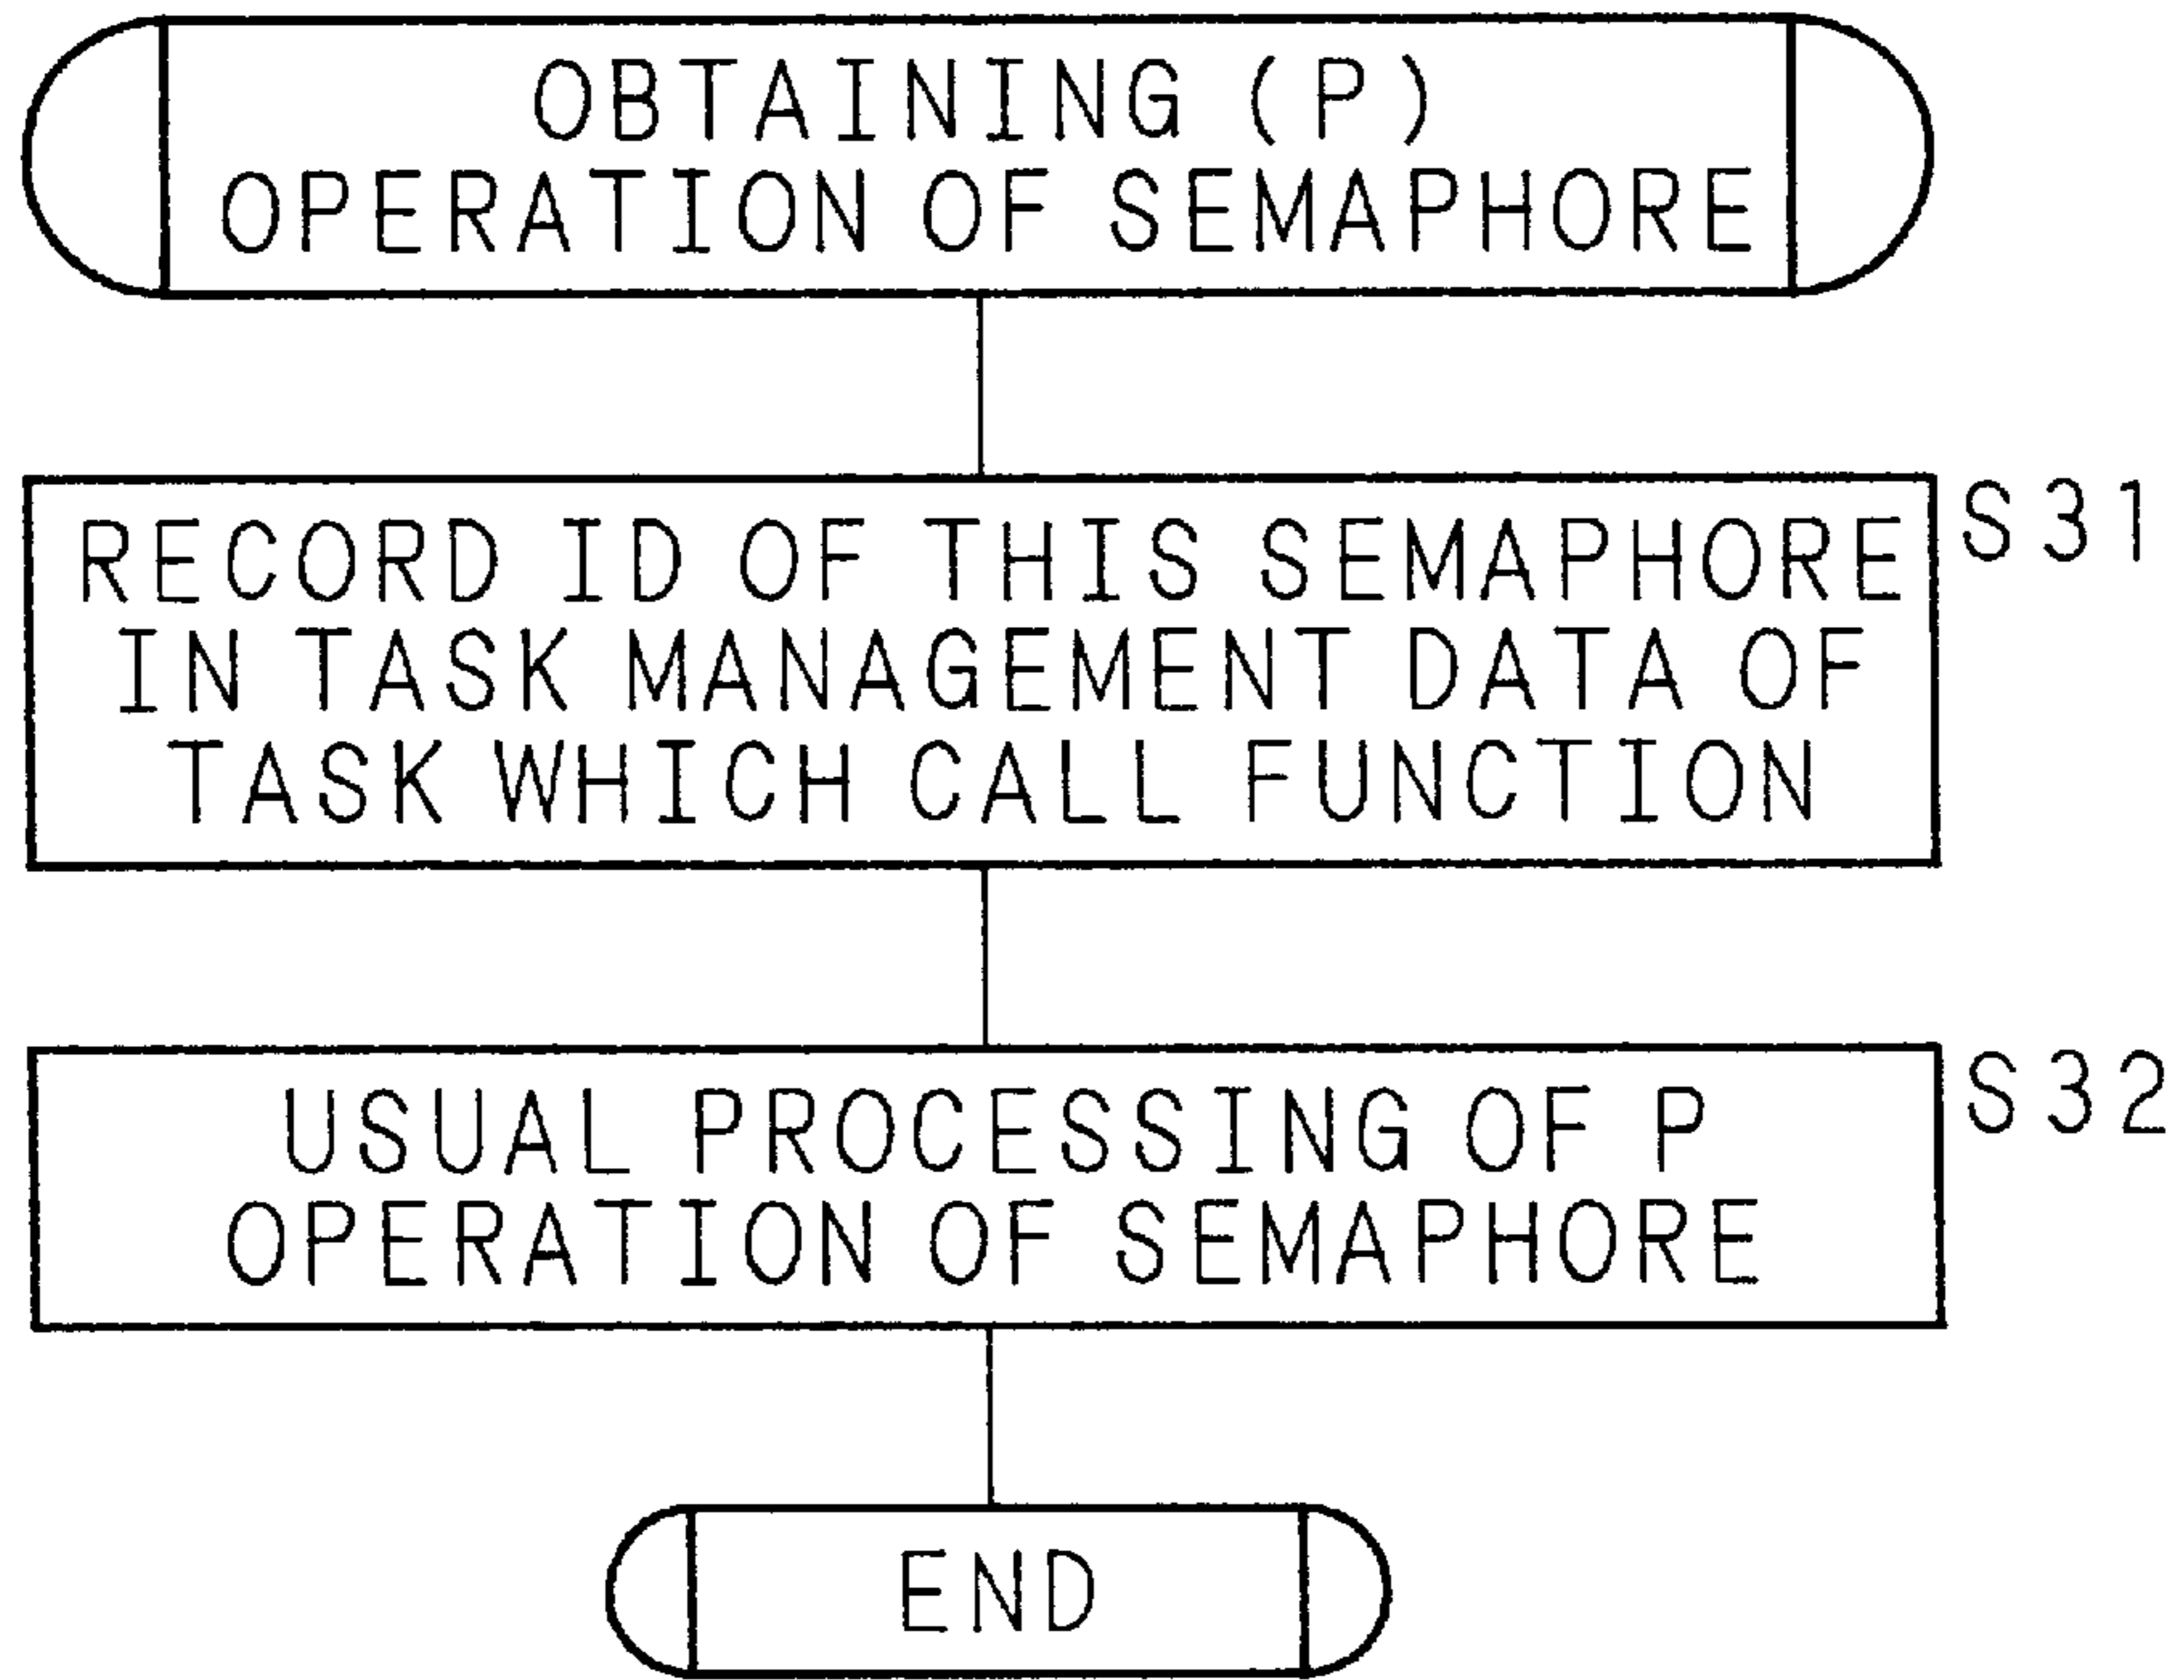 OBTAINING (P)
OPERATION OF SEMAPHORE
S31
RECORD ID OF THIS SEMAPHORE
IN TASK MANAGEMENT DATA OF
TASK WHICH CALL FUNCTION
S32
USUAL PROCESSING OF P
OPERATION OF SEMAPHORE
END